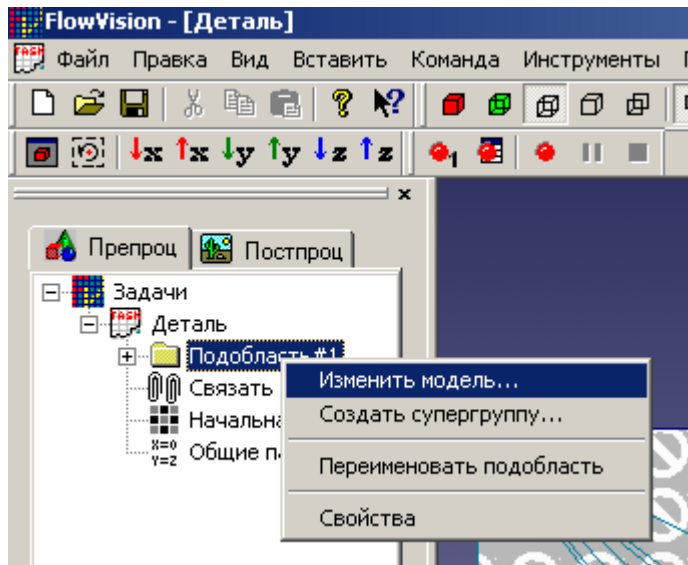 FlowVision - [Деталь]
Файл Правка Вид Вставить Команда Инструменты
x x y y z z 1
Препроц Постпроц
Задачи
Деталь
Подобласть #1
Связать
Изменить модель...
Создать супергруппу...
Переименовать подобласть
Свойства
x=0
y=z
Общие